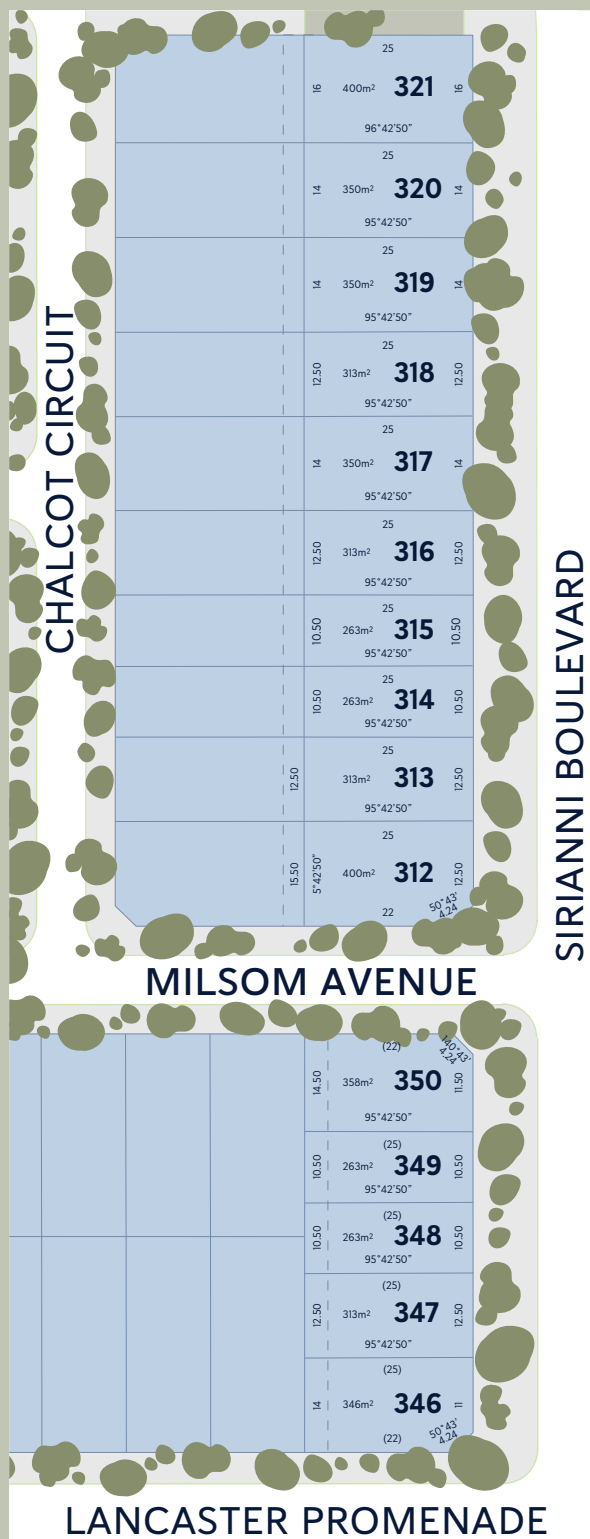 25
16 400m² 321 16
96°42'50"
25
14 350m² 320 14
95°42'50"
25
14 350m² 319 14
95°42'50"
25
12.50 313m² 318 12.50
95°42'50"
25
14 350m² 317 14
95°42'50"
25
12.50 313m² 316 12.50
95°42'50"
25
10.50 263m² 315 10.50
95°42'50"
25
10.50 263m² 314 10.50
95°42'50"
25
12.50 313m² 313 12.50
95°42'50"
25
15.50 5°42'50" 400m² 312 12.50
50°43'
4.24
22
CHALCOT CIRCUIT
SIRIANNI BOULEVARD
MILSOM AVENUE
(22)
140°43'
4.24
14.50 358m² 350 11.50
95°42'50"
(25)
10.50 263m² 349 10.50
95°42'50"
(25)
10.50 263m² 348 10.50
95°42'50"
(25)
12.50 313m² 347 12.50
95°42'50"
(25)
14 346m² 346 11
50°43'
4.24
(22)
LANCASTER PROMENADE